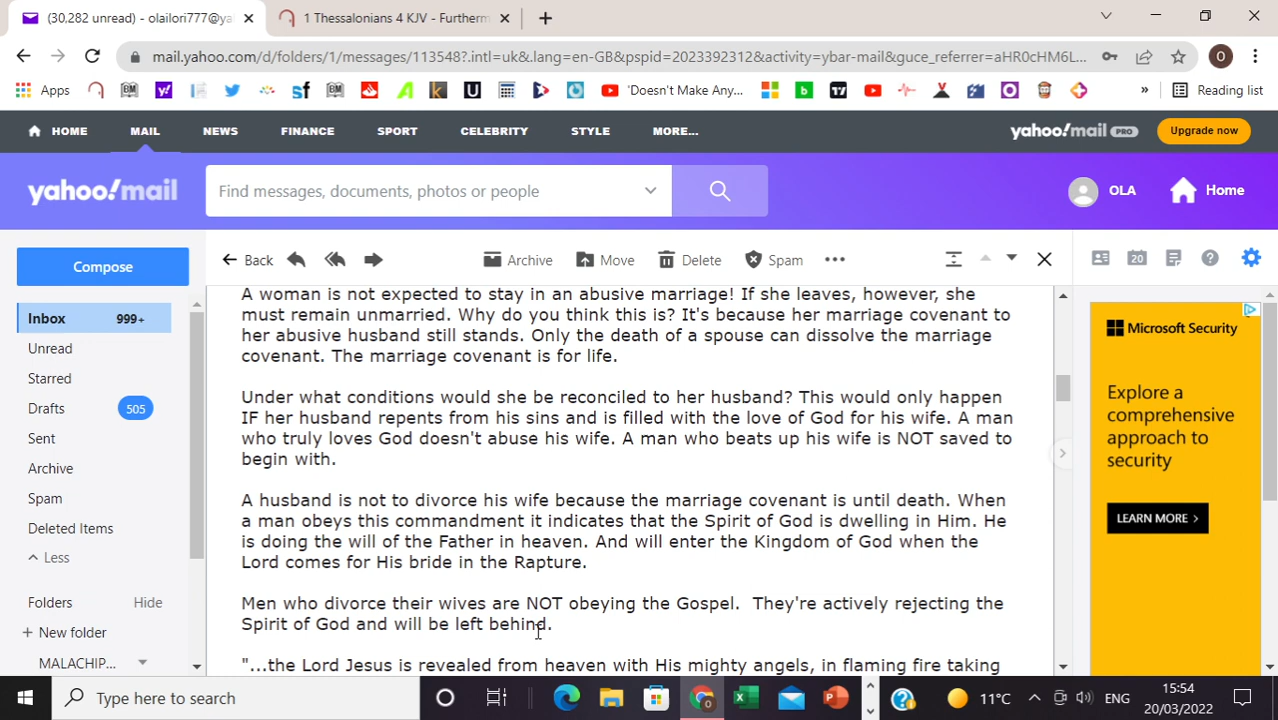 (30,282 unread) - olailori777@ya
1 Thessalonians 4 KJV - Furtherm
mail.yahoo.com/d/folders/1/messages/113548?.intl=uk&.lang=en-GB&pspid=2023392312&activity=ybar-mail&guce_referrer=aHR0cHM6L...
O
Apps
'Doesn't Make Any...
»
Reading list
HOME
MAIL
NEWS
FINANCE
SPORT
CELEBRITY
STYLE
MORE...
yahoo!mail PRO
Upgrade now
yahoo!mail
Find messages, documents, photos or people
OLA
Home
Compose
Back
Archive
Move
Delete
Spam
20
Inbox 999+
Unread
Starred
Drafts 505
Sent
Archive
Spam
Deleted Items
Less
Folders Hide
+ New folder
MALACHIP...
A woman is not expected to stay in an abusive marriage! If she leaves, however, she
must remain unmarried. Why do you think this is? It's because her marriage covenant to
her abusive husband still stands. Only the death of a spouse can dissolve the marriage
covenant. The marriage covenant is for life.
Under what conditions would she be reconciled to her husband? This would only happen
IF her husband repents from his sins and is filled with the love of God for his wife. A man
who truly loves God doesn't abuse his wife. A man who beats up his wife is NOT saved to
begin with.
A husband is not to divorce his wife because the marriage covenant is until death. When
a man obeys this commandment it indicates that the Spirit of God is dwelling in Him. He
is doing the will of the Father in heaven. And will enter the Kingdom of God when the
Lord comes for His bride in the Rapture.
Men who divorce their wives are NOT obeying the Gospel. They're actively rejecting the
Spirit of God and will be left behind.
"...the Lord Jesus is revealed from heaven with His mighty angels, in flaming fire taking
Microsoft Security
Explore a
comprehensive
approach to
security
LEARN MORE >
Type here to search
11°C
ENG
15:54
20/03/2022